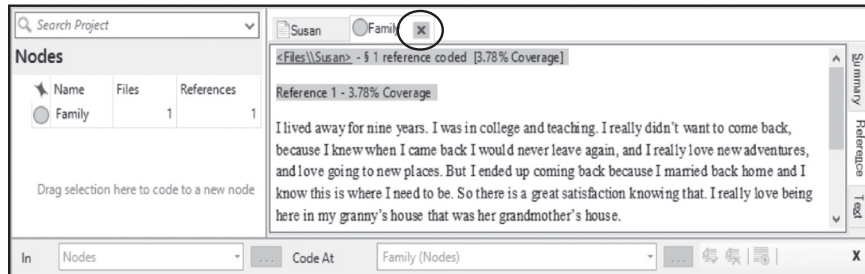 Search Project
Nodes
Name Files References
Family 1 1
Drag selection here to code to a new node
Susan Family x
<Files\\Susan> - § 1 reference coded [3.78% Coverage]
Reference 1 - 3.78% Coverage
I lived away for nine years. I was in college and teaching. I really didn't want to come back,
because I knew when I came back I would never leave again, and I really love new adventures,
and love going to new places. But I ended up coming back because I married back home and I
know this is where I need to be. So there is a great satisfaction knowing that. I really love being
here in my granny's house that was her grandmother's house.
Summary
Reference
Text
In Nodes ... Code At Family (Nodes) ... X